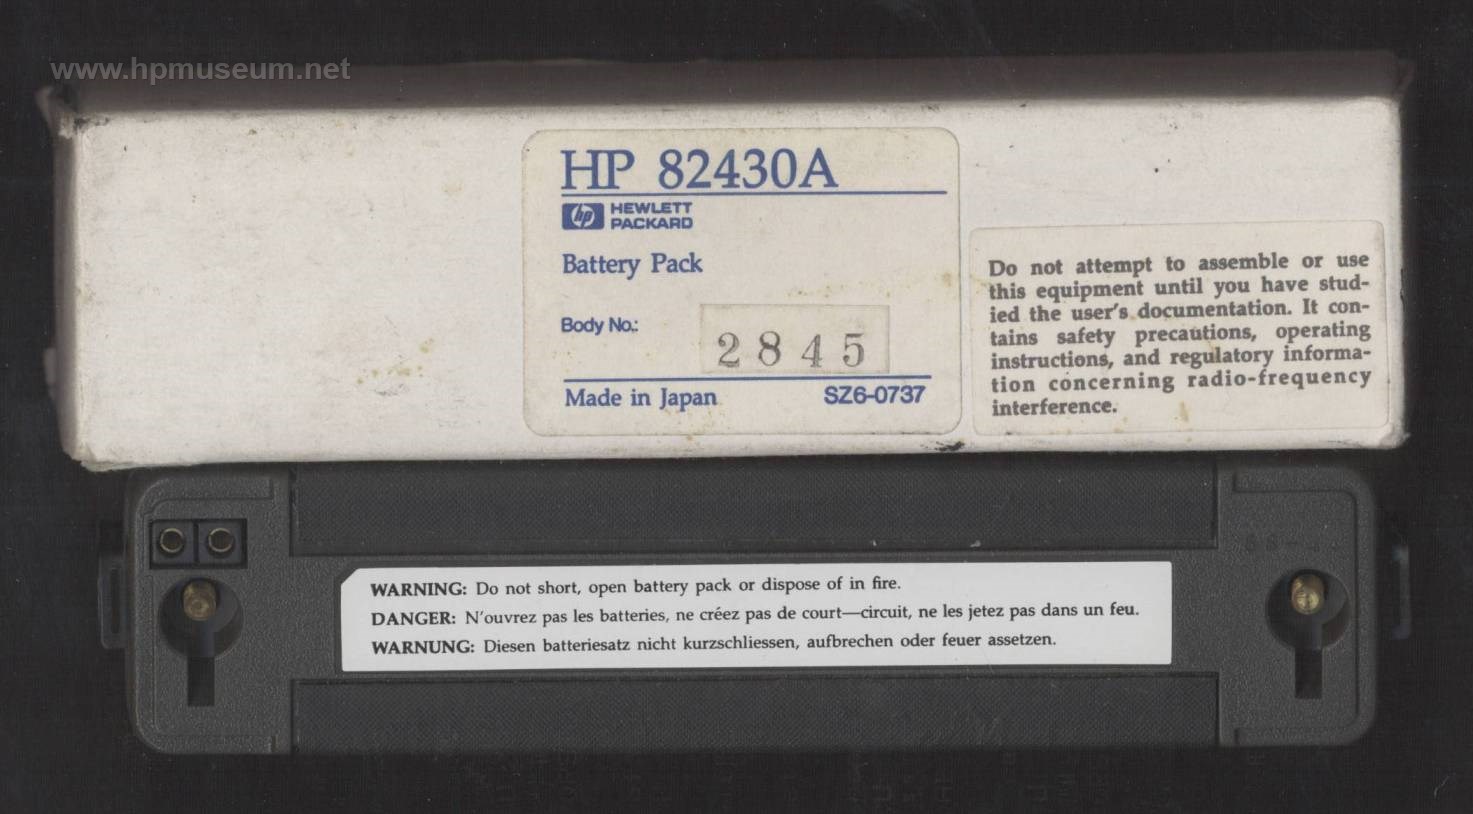 www.hpmuseum.net
HP 82430A
hp HEWLETT
PACKARD
Battery Pack
Body No.:
2845
Made in Japan SZ6-0737
Do not attempt to assemble or use
this equipment until you have stud-
ied the user's documentation. It con-
tains safety precautions, operating
instructions, and regulatory informa-
tion concerning radio-frequency
interference.
WARNING: Do not short, open battery pack or dispose of in fire.
DANGER: N'ouvrez pas les batteries, ne créez pas de court—circuit, ne les jetez pas dans un feu.
WARNUNG: Diesen batteriesatz nicht kurzschliessen, aufbrechen oder feuer assetzen.